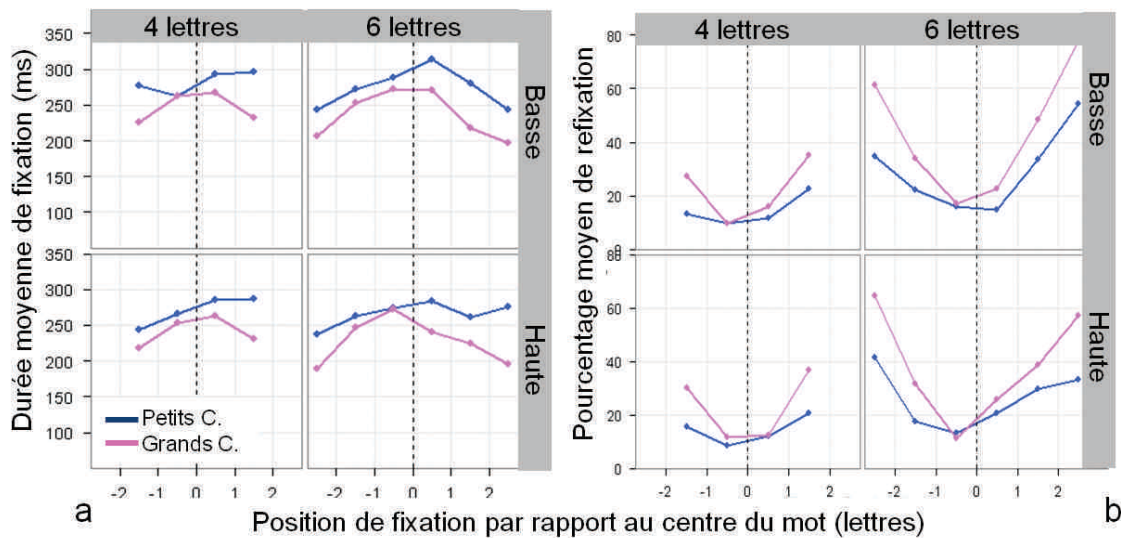 Durée moyenne de fixation (ms)
4 lettres
6 lettres
350
300
250
200
150
100
Basse
350
300
250
200
150
100
Haute
Petits C.
Grands C.
-2 -1 0 1 2
-2 -1 0 1 2
a
Pourcentage moyen de refixation
4 lettres
6 lettres
80
60
40
20
Basse
60
40
20
0
Haute
-2 -1 0 1 2
-2 -1 0 1 2
b
Position de fixation par rapport au centre du mot (lettres)